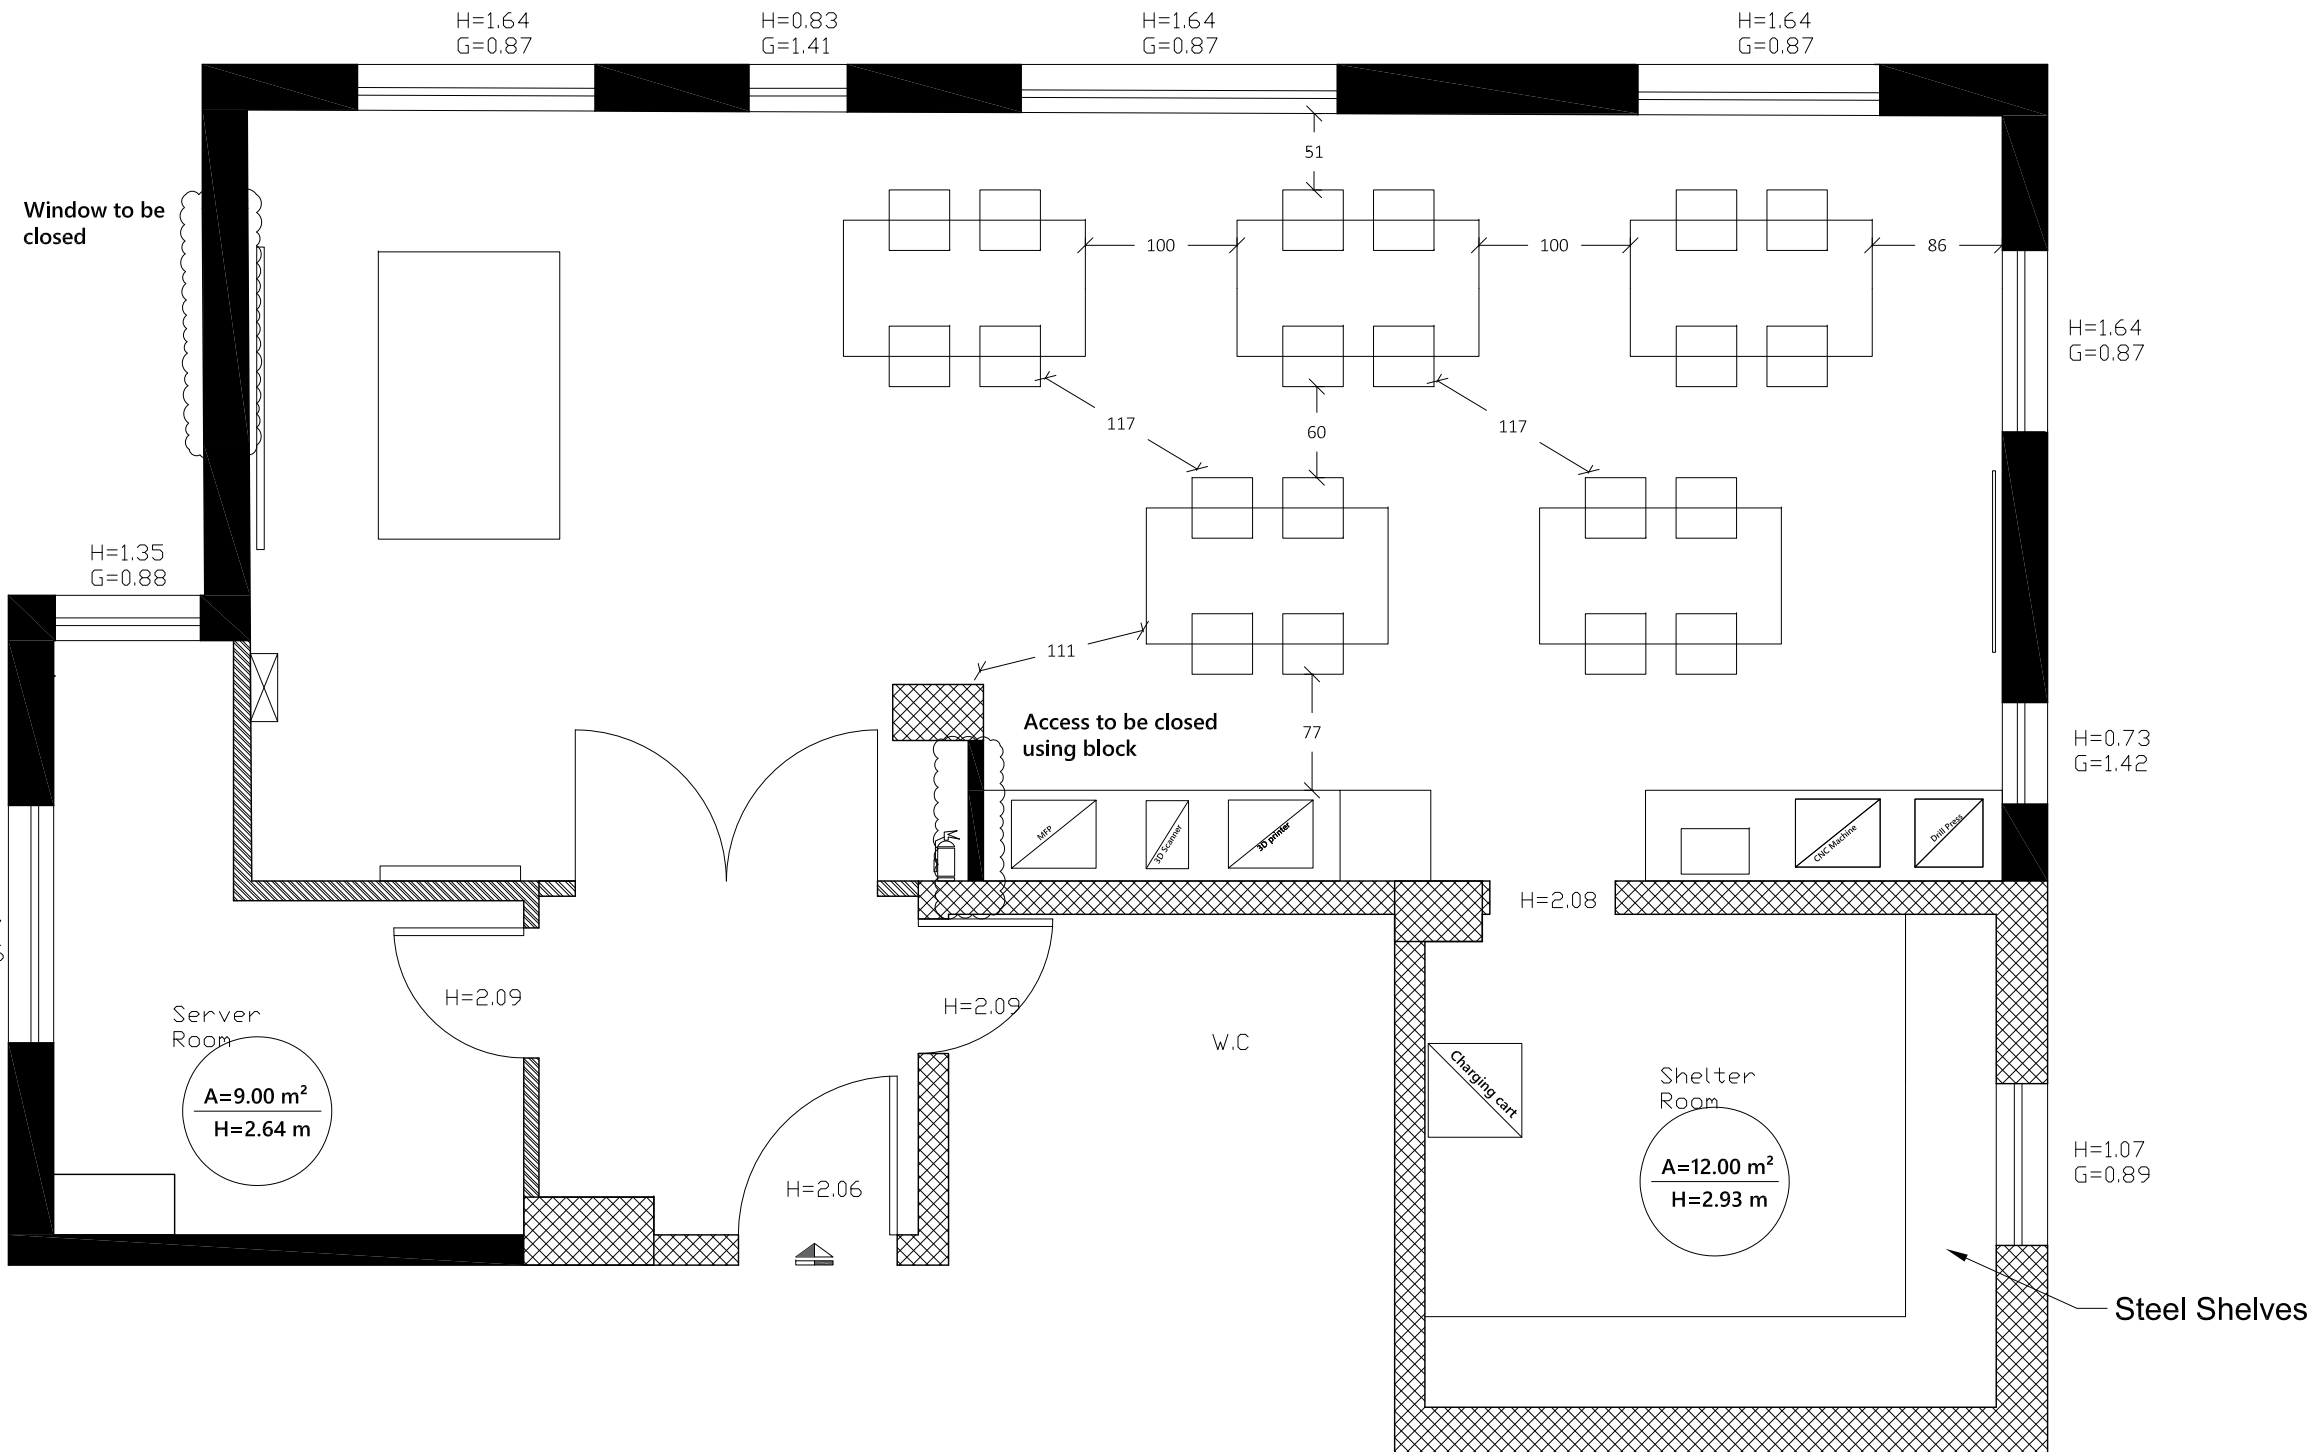 H=1.64
G=0.87
H=0.83
G=1.41
H=1.64
G=0.87
H=1.64
G=0.87
51
Window to be
closed
100
100
86
H=1.64
G=0.87
117
60
117
H=1.35
G=0.88
111
Access to be closed
using block
77
H=0.73
G=1.42
MFP
3D Scanner
3D printer
CNC Machine
Drill Press
H=2.08
H=2.09
H=2.09
Server
Room
W.C
A=9.00 m²
H=2.64 m
Charging cart
Shelter
Room
A=12.00 m²
H=2.93 m
H=1.07
G=0.89
H=2.06
Steel Shelves